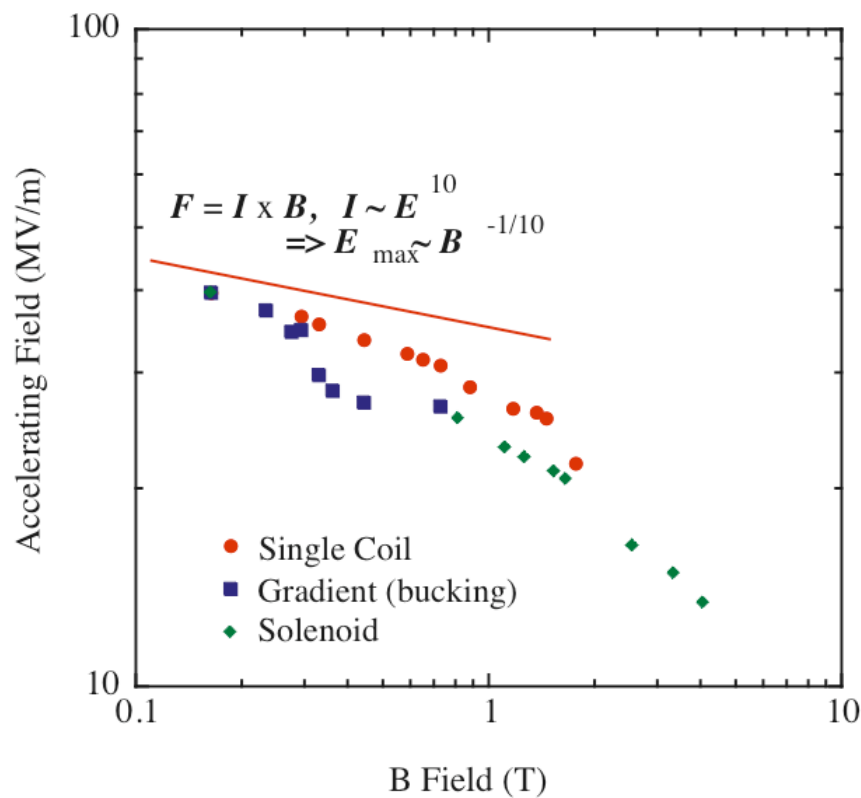 100
10
F = I x B, I ~ E
-1/10
=> E max ~ B
Accelerating Field (MV/m)
Single Coil
Gradient (bucking)
Solenoid
10
0.1
1
10
B Field (T)